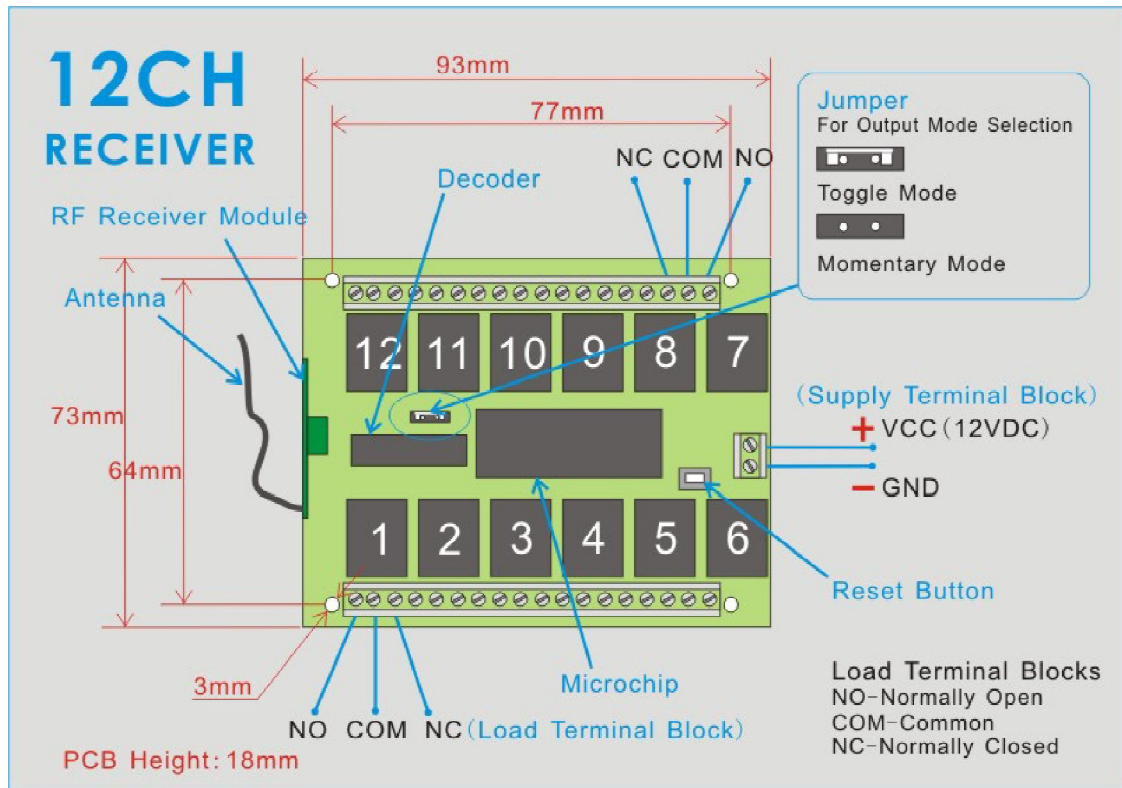 12CH
RECEIVER
93mm
77mm
NC COM NO
Decoder
RF Receiver Module
Antenna
Jumper
For Output Mode Selection
Toggle Mode
Momentary Mode
12 11 10 9 8 7
73mm
64mm
(Supply Terminal Block)
+ VCC(12VDC)
- GND
1 2 3 4 5 6
Reset Button
3mm
Microchip
NO COM NC(Load Terminal Block)
PCB Height: 18mm
Load Terminal Blocks
NO-Normally Open
COM-Common
NC-Normally Closed